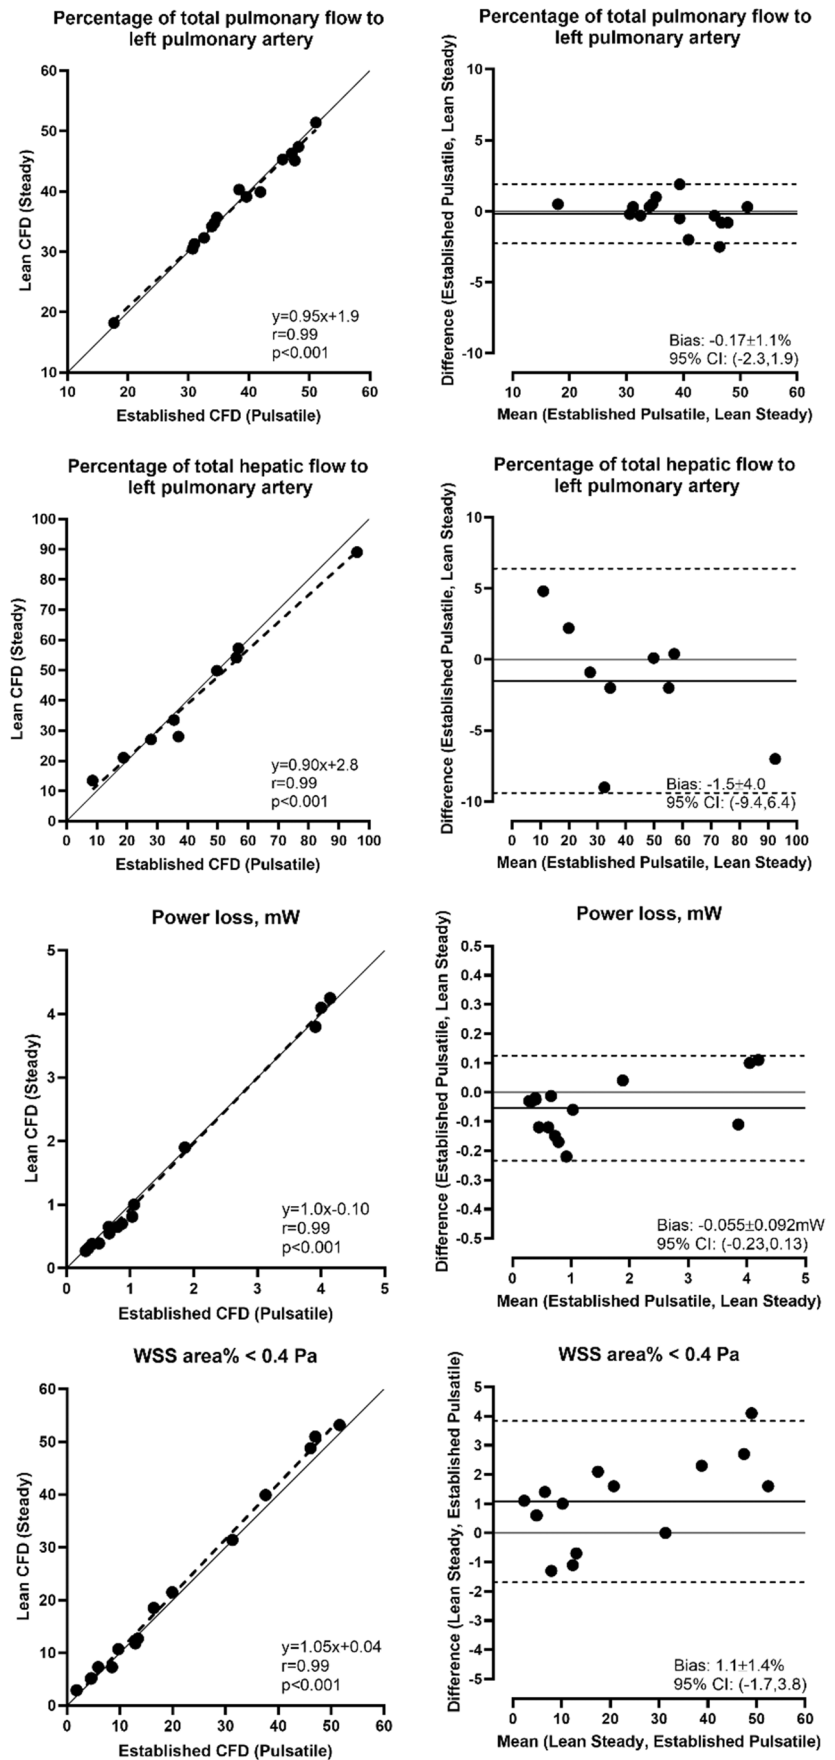 Percentage of total pulmonary flow to
left pulmonary artery
Lean CFD (Steady)
60
50
40
30
20
10
y=0.95x+1.9
r=0.99
p<0.001
10 20 30 40 50 60
Established CFD (Pulsatile)
Percentage of total pulmonary flow to
left pulmonary artery
Difference (Established Pulsatile, Lean Steady)
10
5
0
-5
-10
Bias: -0.17±1.1%
95% CI: (-2.3,1.9)
10 20 30 40 50 60
Mean (Established Pulsatile, Lean Steady)
Percentage of total hepatic flow to
left pulmonary artery
Lean CFD (Steady)
100
90
80
70
60
50
40
30
20
10
0
y=0.90x+2.8
r=0.99
p<0.001
0 10 20 30 40 50 60 70 80 90 100
Established CFD (Pulsatile)
Percentage of total hepatic flow to
left pulmonary artery
Difference (Established Pulsatile, Lean Steady)
10
5
0
-5
-10
Bias: -1.5±4.0
95% CI: (-9.4,6.4)
0 10 20 30 40 50 60 70 80 90 100
Mean (Established Pulsatile, Lean Steady)
Power loss, mW
Lean CFD (Steady)
5
4
3
2
1
0
y=1.0x-0.10
r=0.99
p<0.001
0 1 2 3 4 5
Established CFD (Pulsatile)
Power loss, mW
Difference (Established Pulsatile, Lean Steady)
0.5
0.4
0.3
0.2
0.1
0.0
-0.1
-0.2
-0.3
-0.4
-0.5
Bias: -0.055±0.092mW
95% CI: (-0.23,0.13)
0 1 2 3 4 5
Mean (Established Pulsatile, Lean Steady)
WSS area% < 0.4 Pa
Lean CFD (Steady)
60
50
40
30
20
10
0
y=1.05x+0.04
r=0.99
p<0.001
0 10 20 30 40 50 60
Established CFD (Pulsatile)
WSS area% < 0.4 Pa
Difference (Lean Steady, Established Pulsatile)
5
4
3
2
1
0
-1
-2
-3
-4
-5
Bias: 1.1±1.4%
95% CI: (-1.7,3.8)
0 10 20 30 40 50 60
Mean (Lean Steady, Established Pulsatile)